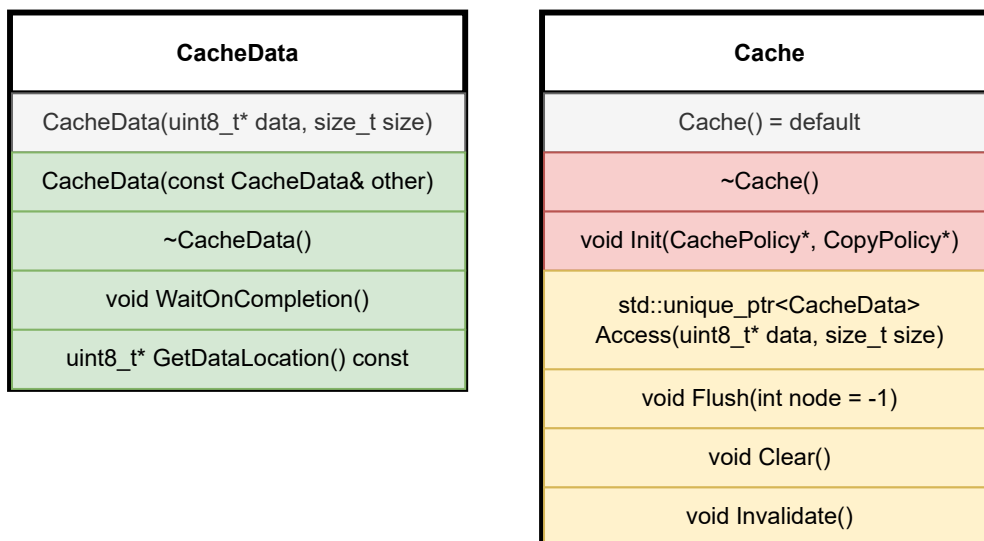 CacheData
CacheData(uint8_t* data, size_t size)
CacheData(const CacheData& other)
~CacheData()
void WaitOnCompletion()
uint8_t* GetDataLocation() const
Cache
Cache() = default
~Cache()
void Init(CachePolicy*, CopyPolicy*)
std::unique_ptr<CacheData>
Access(uint8_t* data, size_t size)
void Flush(int node = -1)
void Clear()
void Invalidate()